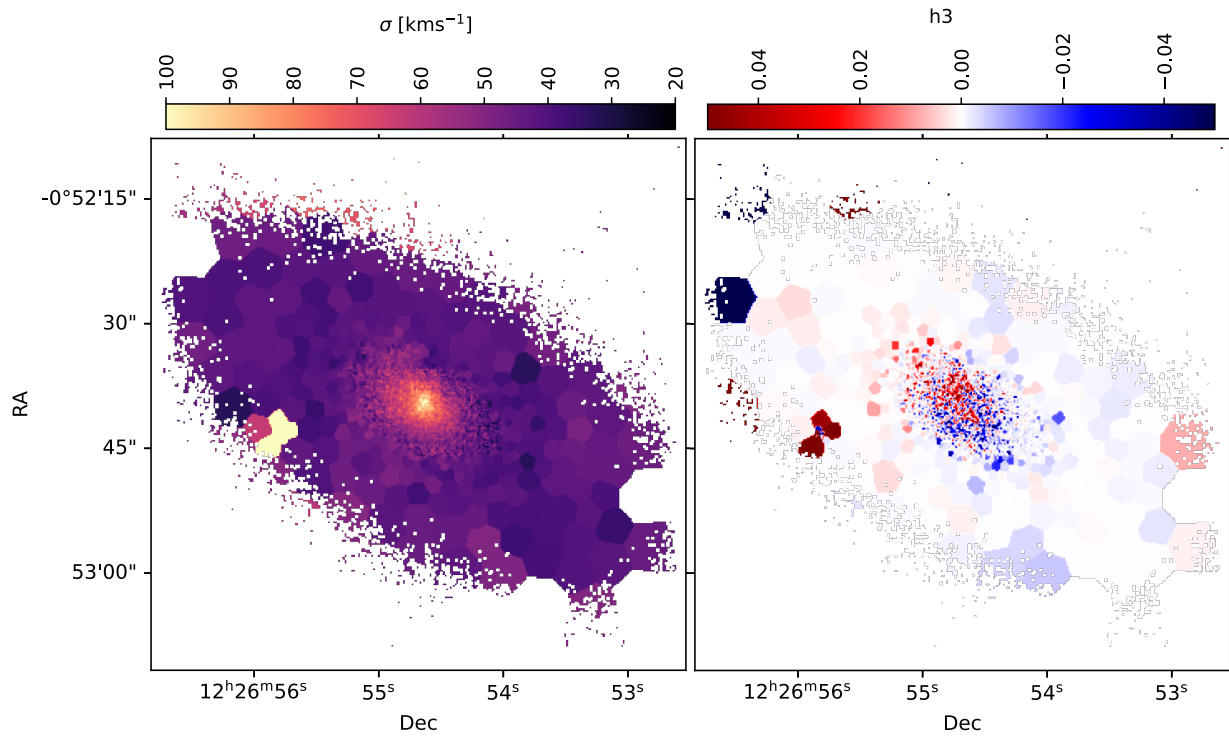 σ [kms⁻¹]
h3
100 90 80 70 60 50 40 30 20
0.04 0.02 0.00 −0.02 −0.04
-0°52'15"
30"
45"
53'00"
RA
12ʰ26ᵐ56ˢ 55ˢ 54ˢ 53ˢ
12ʰ26ᵐ56ˢ 55ˢ 54ˢ 53ˢ
Dec
Dec